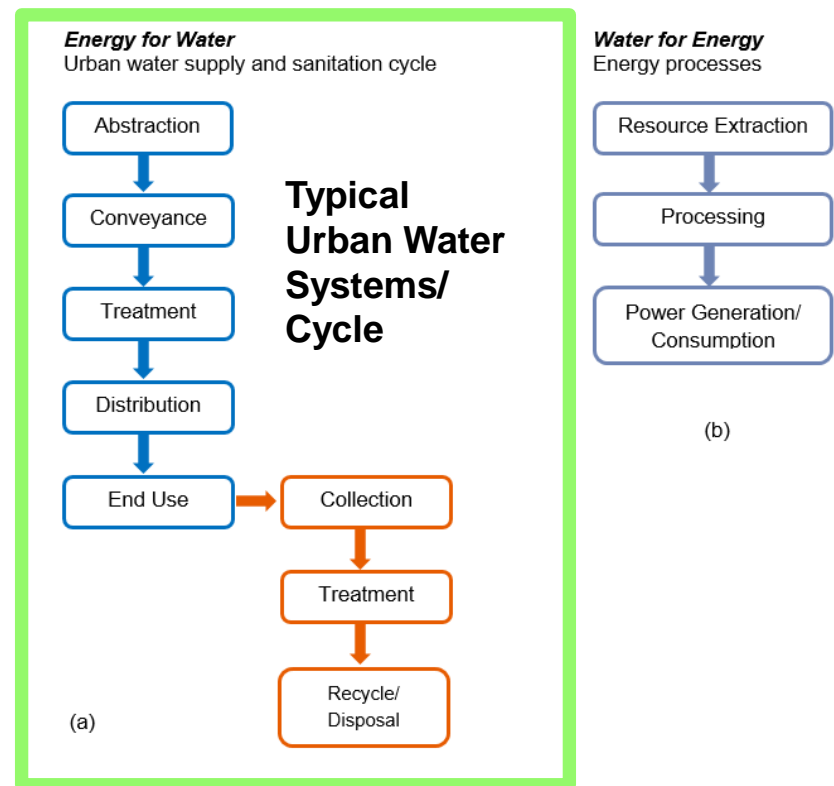 Energy for Water
Urban water supply and sanitation cycle
Abstraction
Conveyance
Treatment
Distribution
End Use
Typical
Urban Water
Systems/
Cycle
Collection
Treatment
Recycle/
Disposal
(a)
Water for Energy
Energy processes
Resource Extraction
Processing
Power Generation/
Consumption
(b)